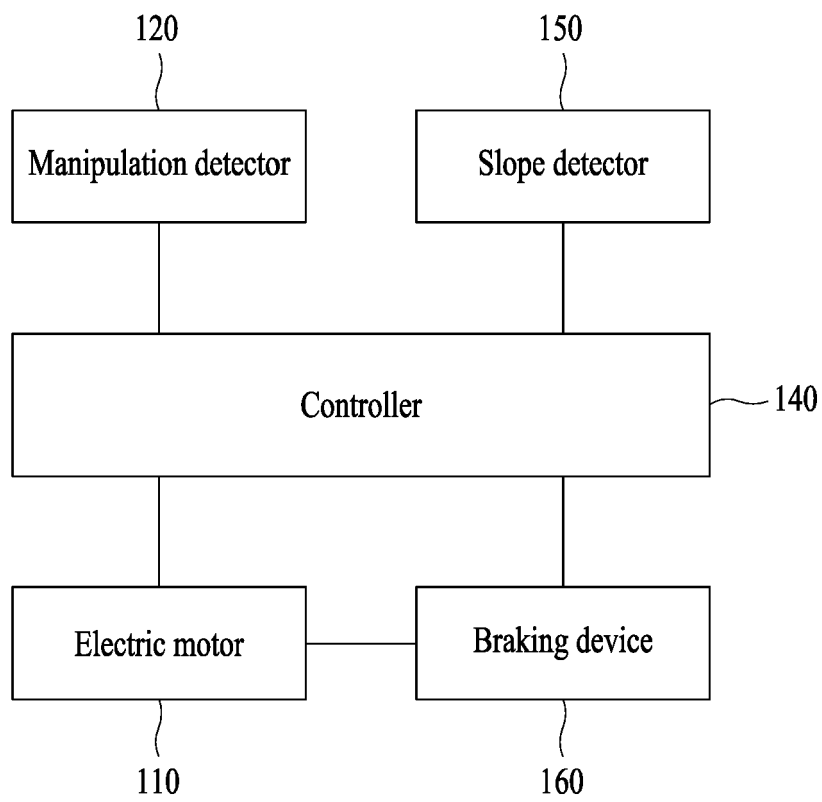 120
150
Manipulation detector
Slope detector
Controller
140
Electric motor
Braking device
110
160